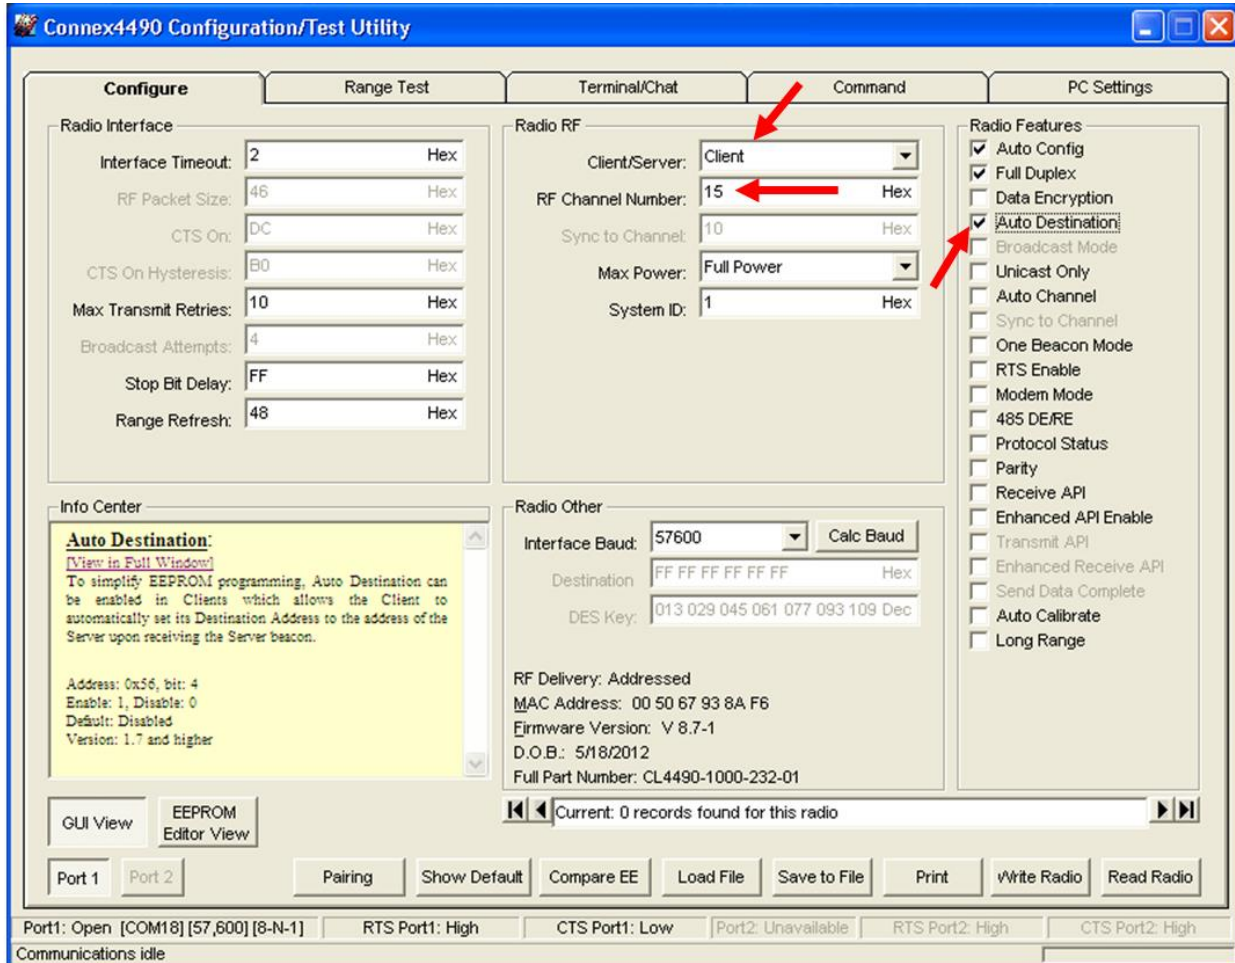 Connex4490 Configuration/Test Utility
Configure Range Test Terminal/Chat Command PC Settings
Radio Interface
Interface Timeout: 2 Hex
RF Packet Size: 46 Hex
CTS On: DC Hex
CTS On Hysteresis: B0 Hex
Max Transmit Retries: 10 Hex
Broadcast Attempts: 4 Hex
Stop Bit Delay: FF Hex
Range Refresh: 48 Hex
Radio RF
Client/Server: Client
RF Channel Number: 15 Hex
Sync to Channel: 10 Hex
Max Power: Full Power
System ID: 1 Hex
Radio Features
Auto Config
Full Duplex
Data Encryption
Auto Destination
Broadcast Mode
Unicast Only
Auto Channel
Sync to Channel
One Beacon Mode
RTS Enable
Modem Mode
485 DE/RE
Protocol Status
Parity
Receive API
Enhanced API Enable
Transmit API
Enhanced Receive API
Send Data Complete
Auto Calibrate
Long Range
Info Center
Auto Destination:
[View in Full Window]
To simplify EEPROM programming, Auto Destination can
be enabled in Clients which allows the Client to
automatically set its Destination Address to the address of the
Server upon receiving the Server beacon.
Address: 0x56, bit: 4
Enable: 1, Disable: 0
Default: Disabled
Version: 1.7 and higher
Radio Other
Interface Baud: 57600 Calc Baud
Destination FF FF FF FF FF FF Hex
DES Key: 013 029 045 061 077 093 109 Dec
RF Delivery: Addressed
MAC Address: 00 50 67 93 8A F6
Firmware Version: V 8.7-1
D.O.B.: 5/18/2012
Full Part Number: CL4490-1000-232-01
Current: 0 records found for this radio
GUI View
EEPROM
Editor View
Port 1 Port 2 Pairing Show Default Compare EE Load File Save to File Print Write Radio Read Radio
Port1: Open [COM18] [57,600] [8-N-1] RTS Port1: High CTS Port1: Low Port2: Unavailable RTS Port2: High CTS Port2: High
Communications idle